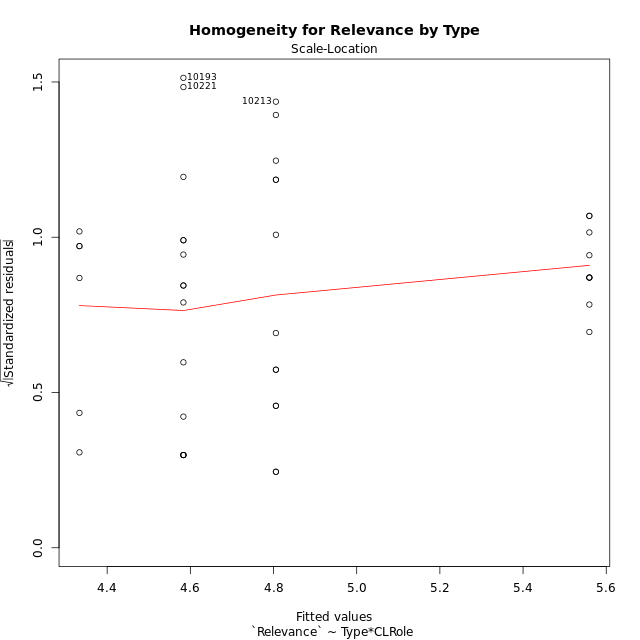 Homogeneity for Relevance by Type
Scale-Location
10193
10221
10213
1.5
1.0
0.5
0.0
√|Standardized residuals|
4.4 4.6 4.8 5.0 5.2 5.4 5.6
Fitted values
`Relevance` ~ Type*CLRole